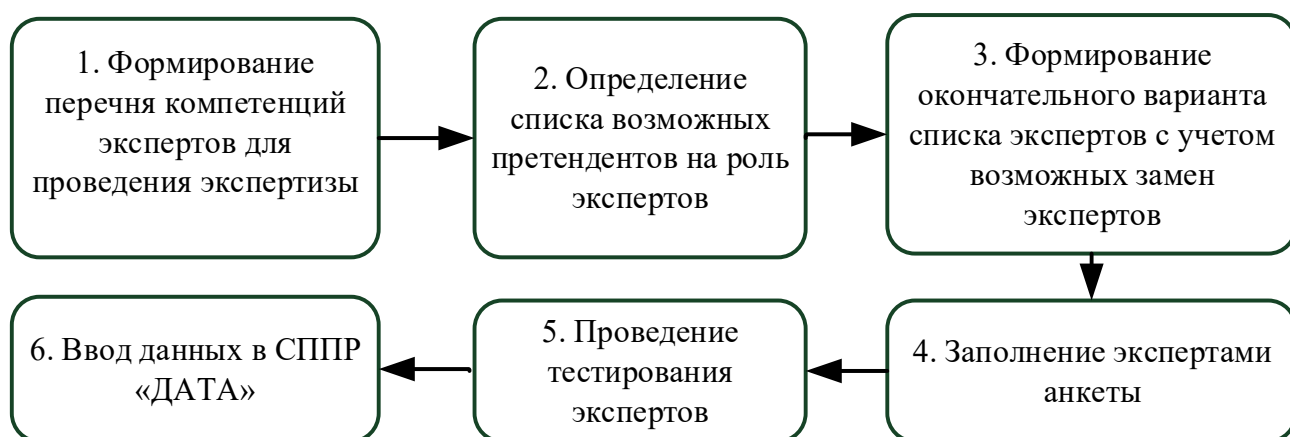 1. Формирование
перечня компетенций
экспертов для
проведения экспертизы
2. Определение
списка возможных
претендентов на роль
экспертов
3. Формирование
окончательного варианта
списка экспертов с учетом
возможных замен
экспертов
4. Заполнение экспертами
анкеты
5. Проведение
тестирования
экспертов
6. Ввод данных в СППР
«ДАТА»